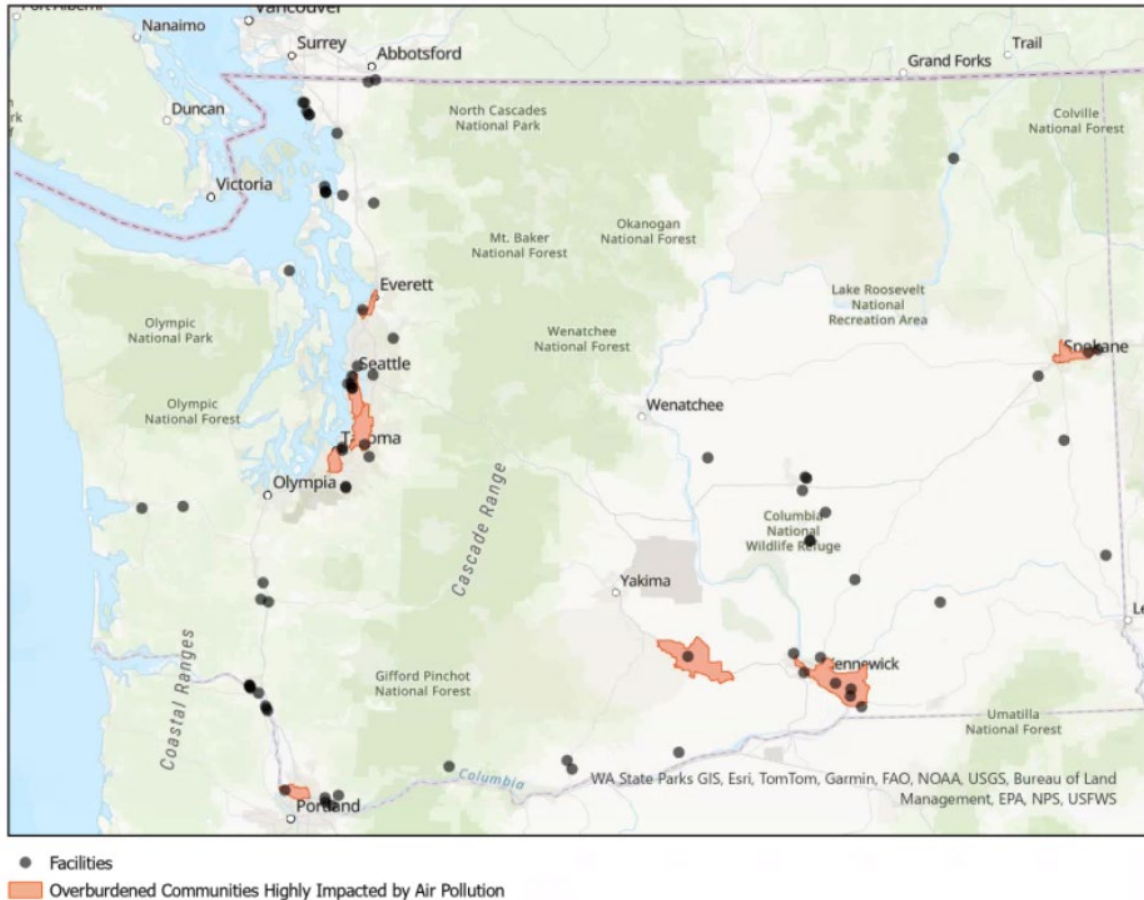 Nanaimo
Vancouver
Surrey
Abbotsford
Grand Forks
Trail
Duncan
North Cascades
National Park
Colville
National Forest
Victoria
Okanogan
National Forest
Mt. Baker
National Forest
Everett
Lake Roosevelt
National
Recreation Area
Olympic
National Park
Wenatchee
National Forest
Seattle
Spokane
Olympic
National Forest
Wenatchee
Olympia
Cascade Range
Columbia
National
Wildlife Refuge
Yakima
Coastal Ranges
Gifford Pinchot
National Forest
Umatilla
National Forest
Columbia
Portland
WA State Parks GIS, Esri, TomTom, Garmin, FAO, NOAA, USGS, Bureau of Land
Management, EPA, NPS, USFWS
Facilities
Overburdened Communities Highly Impacted by Air Pollution